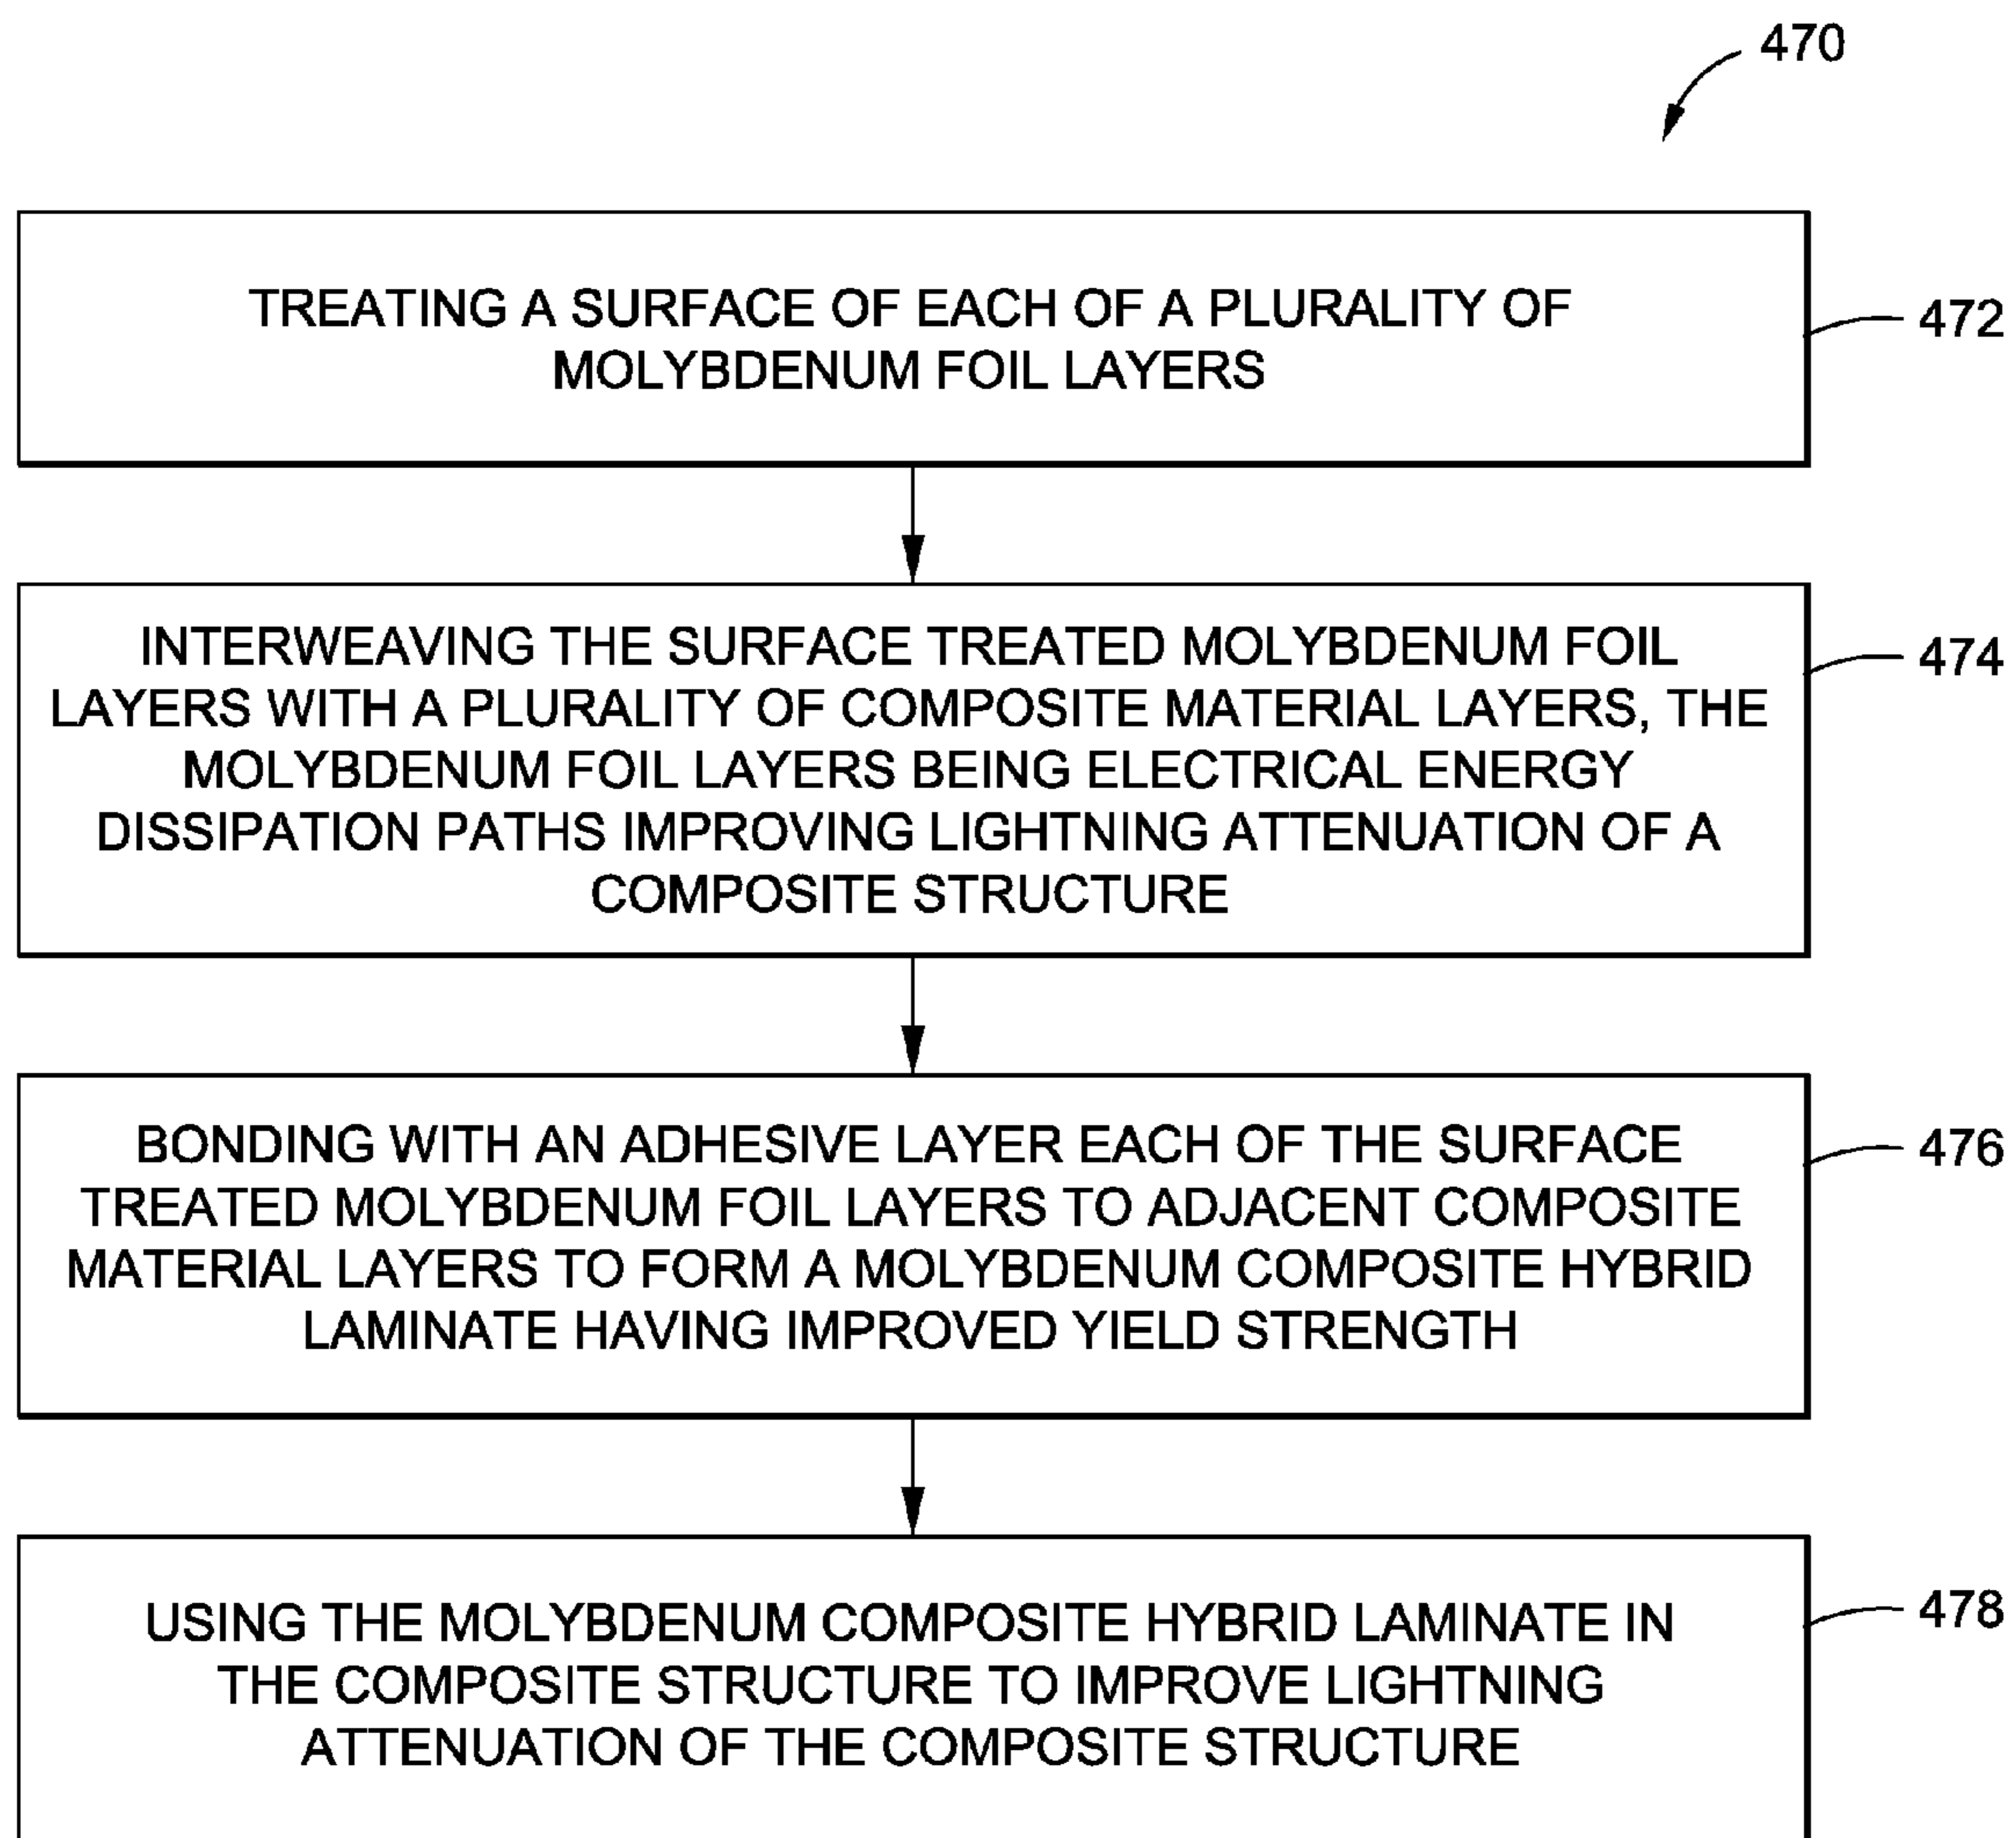 470
TREATING A SURFACE OF EACH OF A PLURALITY OF
MOLYBDENUM FOIL LAYERS
472
INTERWEAVING THE SURFACE TREATED MOLYBDENUM FOIL
LAYERS WITH A PLURALITY OF COMPOSITE MATERIAL LAYERS, THE
MOLYBDENUM FOIL LAYERS BEING ELECTRICAL ENERGY
DISSIPATION PATHS IMPROVING LIGHTNING ATTENUATION OF A
COMPOSITE STRUCTURE
474
BONDING WITH AN ADHESIVE LAYER EACH OF THE SURFACE
TREATED MOLYBDENUM FOIL LAYERS TO ADJACENT COMPOSITE
MATERIAL LAYERS TO FORM A MOLYBDENUM COMPOSITE HYBRID
LAMINATE HAVING IMPROVED YIELD STRENGTH
476
USING THE MOLYBDENUM COMPOSITE HYBRID LAMINATE IN
THE COMPOSITE STRUCTURE TO IMPROVE LIGHTNING
ATTENUATION OF THE COMPOSITE STRUCTURE
478